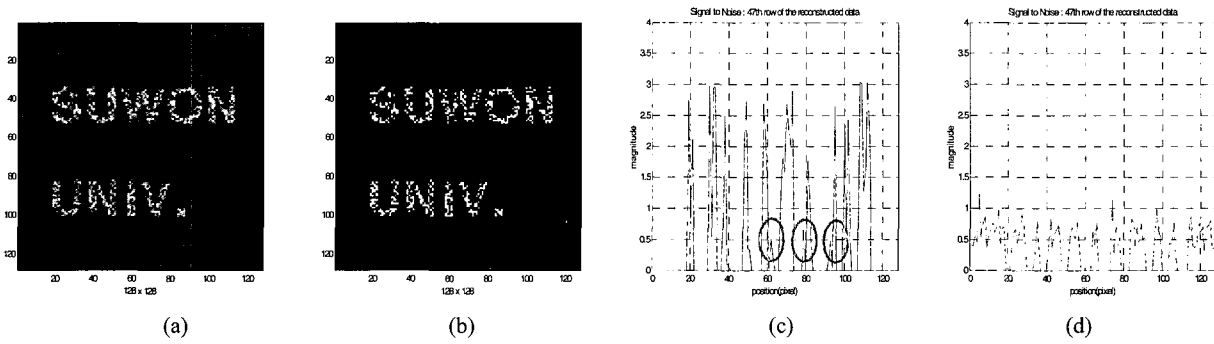 Signal to Noise : 47th row of the reconstructed data
Signal to Noise : 47th row of the reconstructed data
SUWON
UNIV.
SUWON
UNIV.
20
40
60
80
100
120
20 40 60 80 100 120
128 x 128
20
40
60
80
100
120
20 40 60 80 100 120
128 x 128
magnitude
4
3.5
3
2.5
2
1.5
1
0.5
0
0 20 40 60 80 100 120
position(pixel)
magnitude
4
3.5
3
2.5
2
1.5
1
0.5
0
0 20 40 60 80 100 120
position(pixel)
(a) (b) (c) (d)